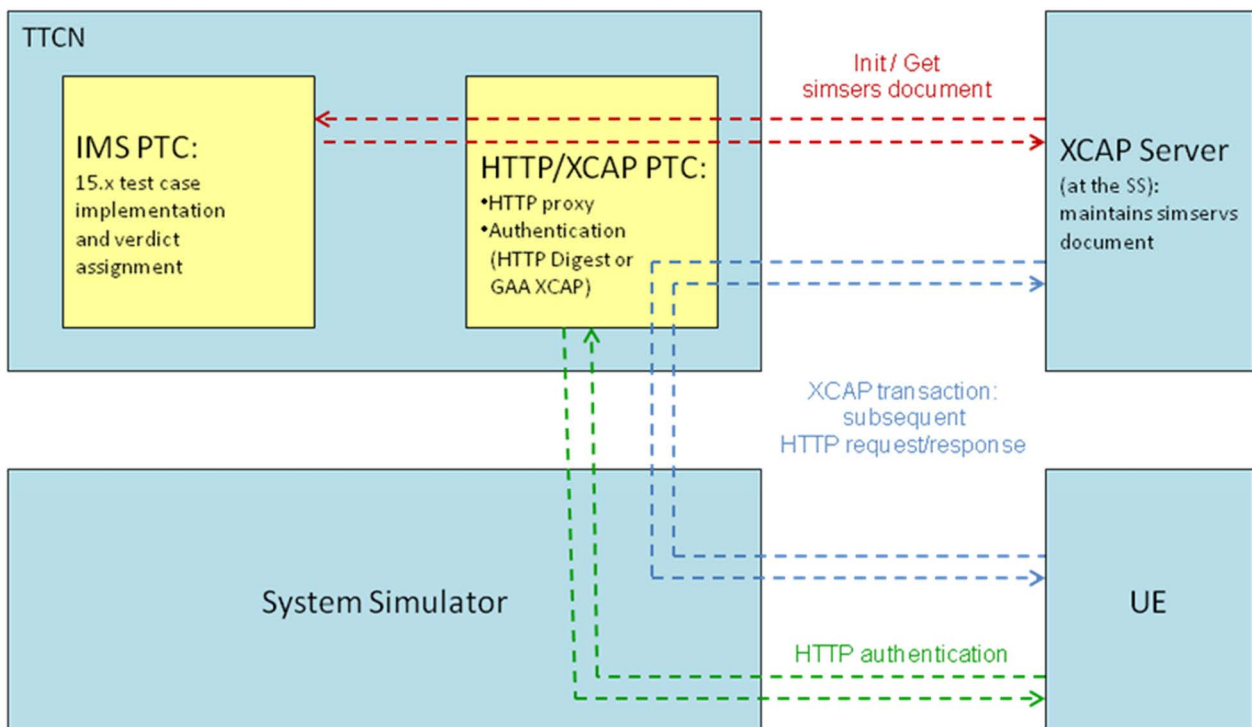 TTCN
IMS PTC:
15.x test case
implementation
and verdict
assignment
HTTP/XCAP PTC:
•HTTP proxy
•Authentication
(HTTP Digest or
GAA XCAP)
Init / Get
simsers document
XCAP Server
(at the SS):
maintains simservs
document
XCAP transaction:
subsequent
HTTP request/response
System Simulator
UE
HTTP authentication